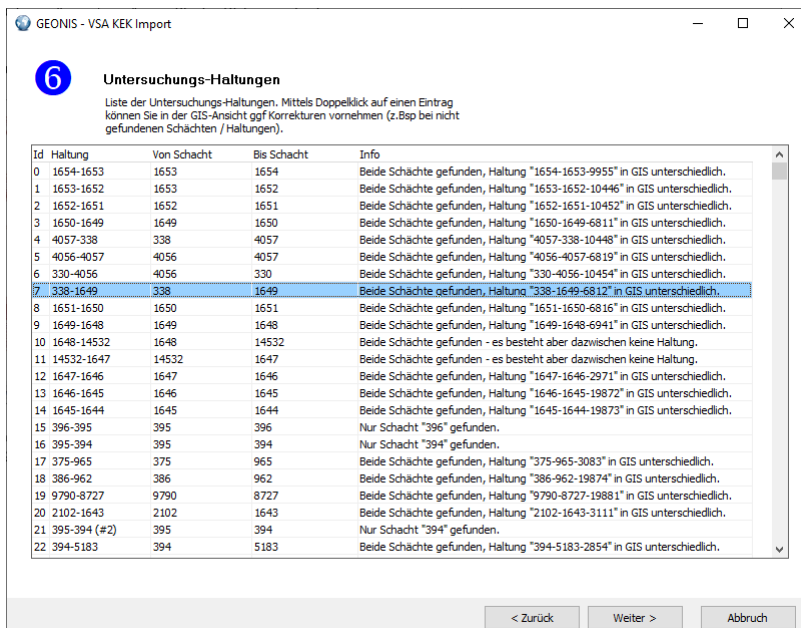 GEONIS - VSA KEK Import
6
Untersuchungs-Haltungen
Liste der Untersuchungs-Haltungen. Mittels Doppelklick auf einen Eintrag
können Sie in der GIS-Ansicht ggf Korrekturen vornehmen (z.Bsp bei nicht
gefundenen Schächten / Haltungen).
Id Haltung Von Schacht Bis Schacht Info
0 1654-1653 1653 1654 Beide Schächte gefunden, Haltung "1654-1653-9955" in GIS unterschiedlich.
1 1653-1652 1653 1652 Beide Schächte gefunden, Haltung "1653-1652-10446" in GIS unterschiedlich.
2 1652-1651 1652 1651 Beide Schächte gefunden, Haltung "1652-1651-10452" in GIS unterschiedlich.
3 1650-1649 1649 1650 Beide Schächte gefunden, Haltung "1650-1649-6811" in GIS unterschiedlich.
4 4057-338 338 4057 Beide Schächte gefunden, Haltung "4057-338-10448" in GIS unterschiedlich.
5 4056-4057 4056 4057 Beide Schächte gefunden, Haltung "4056-4057-6819" in GIS unterschiedlich.
6 330-4056 4056 330 Beide Schächte gefunden, Haltung "330-4056-10454" in GIS unterschiedlich.
7 338-1649 338 1649 Beide Schächte gefunden, Haltung "338-1649-6812" in GIS unterschiedlich.
8 1651-1650 1650 1651 Beide Schächte gefunden, Haltung "1651-1650-6816" in GIS unterschiedlich.
9 1649-1648 1649 1648 Beide Schächte gefunden, Haltung "1649-1648-6941" in GIS unterschiedlich.
10 1648-14532 1648 14532 Beide Schächte gefunden - es besteht aber dazwischen keine Haltung.
11 14532-1647 14532 1647 Beide Schächte gefunden - es besteht aber dazwischen keine Haltung.
12 1647-1646 1647 1646 Beide Schächte gefunden, Haltung "1647-1646-2971" in GIS unterschiedlich.
13 1646-1645 1646 1645 Beide Schächte gefunden, Haltung "1646-1645-19872" in GIS unterschiedlich.
14 1645-1644 1645 1644 Beide Schächte gefunden, Haltung "1645-1644-19873" in GIS unterschiedlich.
15 396-395 395 396 Nur Schacht "396" gefunden.
16 395-394 395 394 Nur Schacht "394" gefunden.
17 375-965 375 965 Beide Schächte gefunden, Haltung "375-965-3083" in GIS unterschiedlich.
18 386-962 386 962 Beide Schächte gefunden, Haltung "386-962-19874" in GIS unterschiedlich.
19 9790-8727 9790 8727 Beide Schächte gefunden, Haltung "9790-8727-19881" in GIS unterschiedlich.
20 2102-1643 2102 1643 Beide Schächte gefunden, Haltung "2102-1643-3111" in GIS unterschiedlich.
21 395-394 (#2) 395 394 Nur Schacht "394" gefunden.
22 394-5183 394 5183 Beide Schächte gefunden, Haltung "394-5183-2854" in GIS unterschiedlich.
< Zurück Weiter > Abbruch